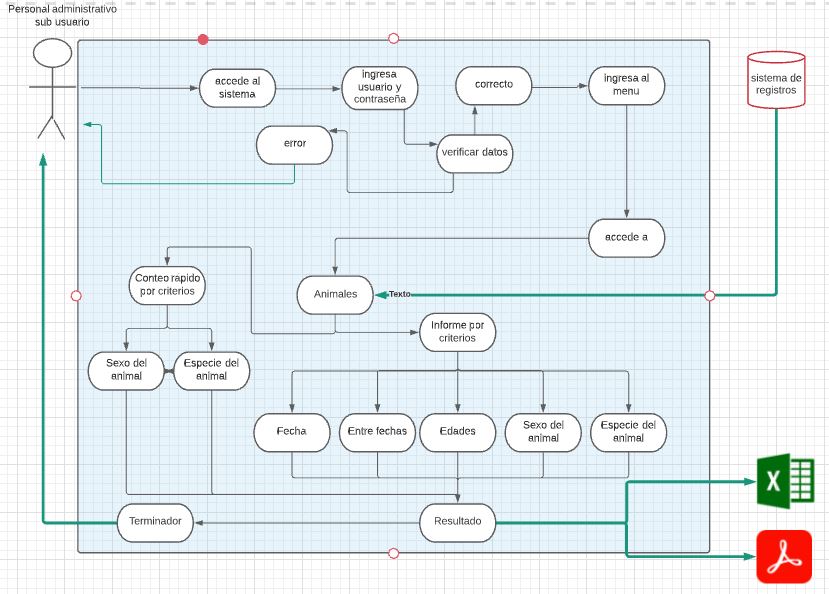 Personal administrativo
sub usuario
accede al
sistema
ingresa
usuario y
contraseña
correcto
ingresa al
menu
sistema de
registros
error
verificar datos
accede a
Conteo rapido
por criterios
Animales
Texto
Informe por
criterios
Sexo del
animal
Especie del
animal
Fecha
Entre fechas
Edades
Sexo del
animal
Especie del
animal
Terminador
Resultado
X